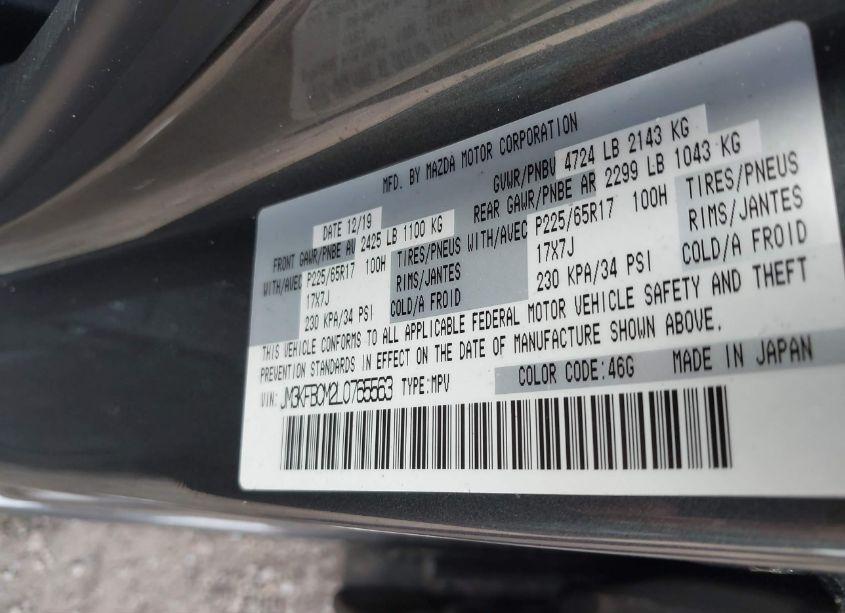 MFD. BY MAZDA MOTOR CORPORATION
DATE 12/19 GVWR/PNBV 4724 LB 2143 KG
FRONT GAWR/PNBE AV 2425 LB 1100 KG REAR GAWR/PNBE AR 2299 LB 1043 KG
WITH/AVEC P225/65R17 100H TIRES/PNEUS WITH/AVEC P225/65R17 100H TIRES/PNEUS
17X7J RIMS/JANTES 17X7J RIMS/JANTES
230 KPA/34 PSI COLD/A FROID 230 KPA/34 PSI COLD/A FROID
THIS VEHICLE CONFORMS TO ALL APPLICABLE FEDERAL MOTOR VEHICLE SAFETY AND THEFT
PREVENTION STANDARDS IN EFFECT ON THE DATE OF MANUFACTURE SHOWN ABOVE.
VIN: JM3KFBCM2L0765563 TYPE:MPV COLOR CODE:46G MADE IN JAPAN